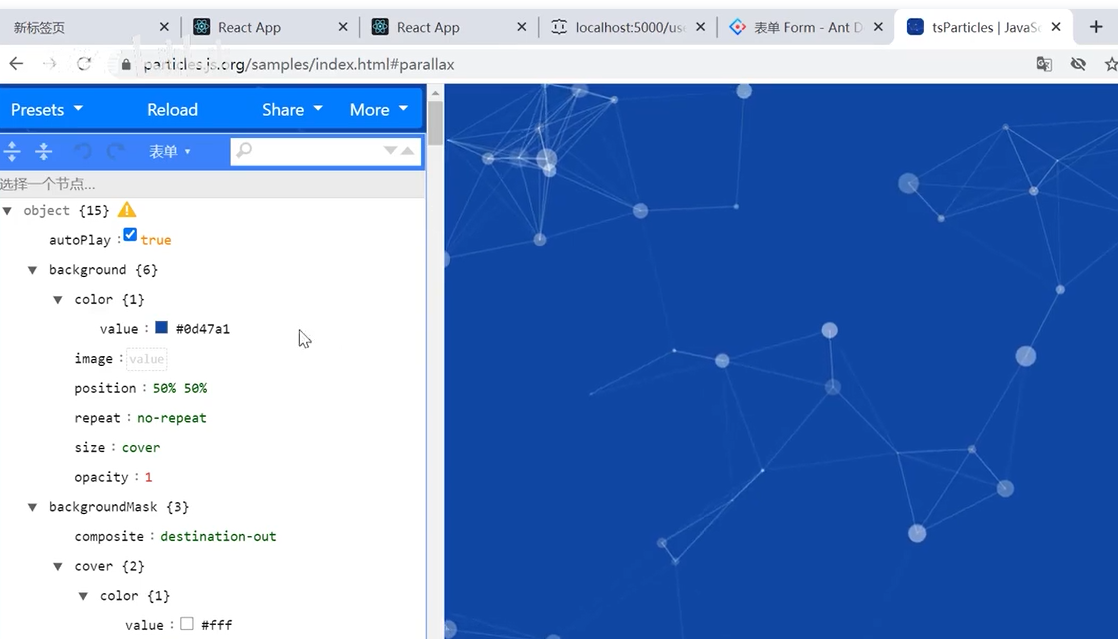 新标签页
React App
React App
localhost:5000/use
表单 Form - Ant D
tsParticles | JavaSc
particles.js.org/samples/index.html#parallax
Presets
Reload
Share
More
表单
选择一个节点...
object {15}
autoPlay : true
background {6}
color {1}
value : #0d47a1
image : value
position : 50% 50%
repeat : no-repeat
size : cover
opacity : 1
backgroundMask {3}
composite : destination-out
cover {2}
color {1}
value : #fff